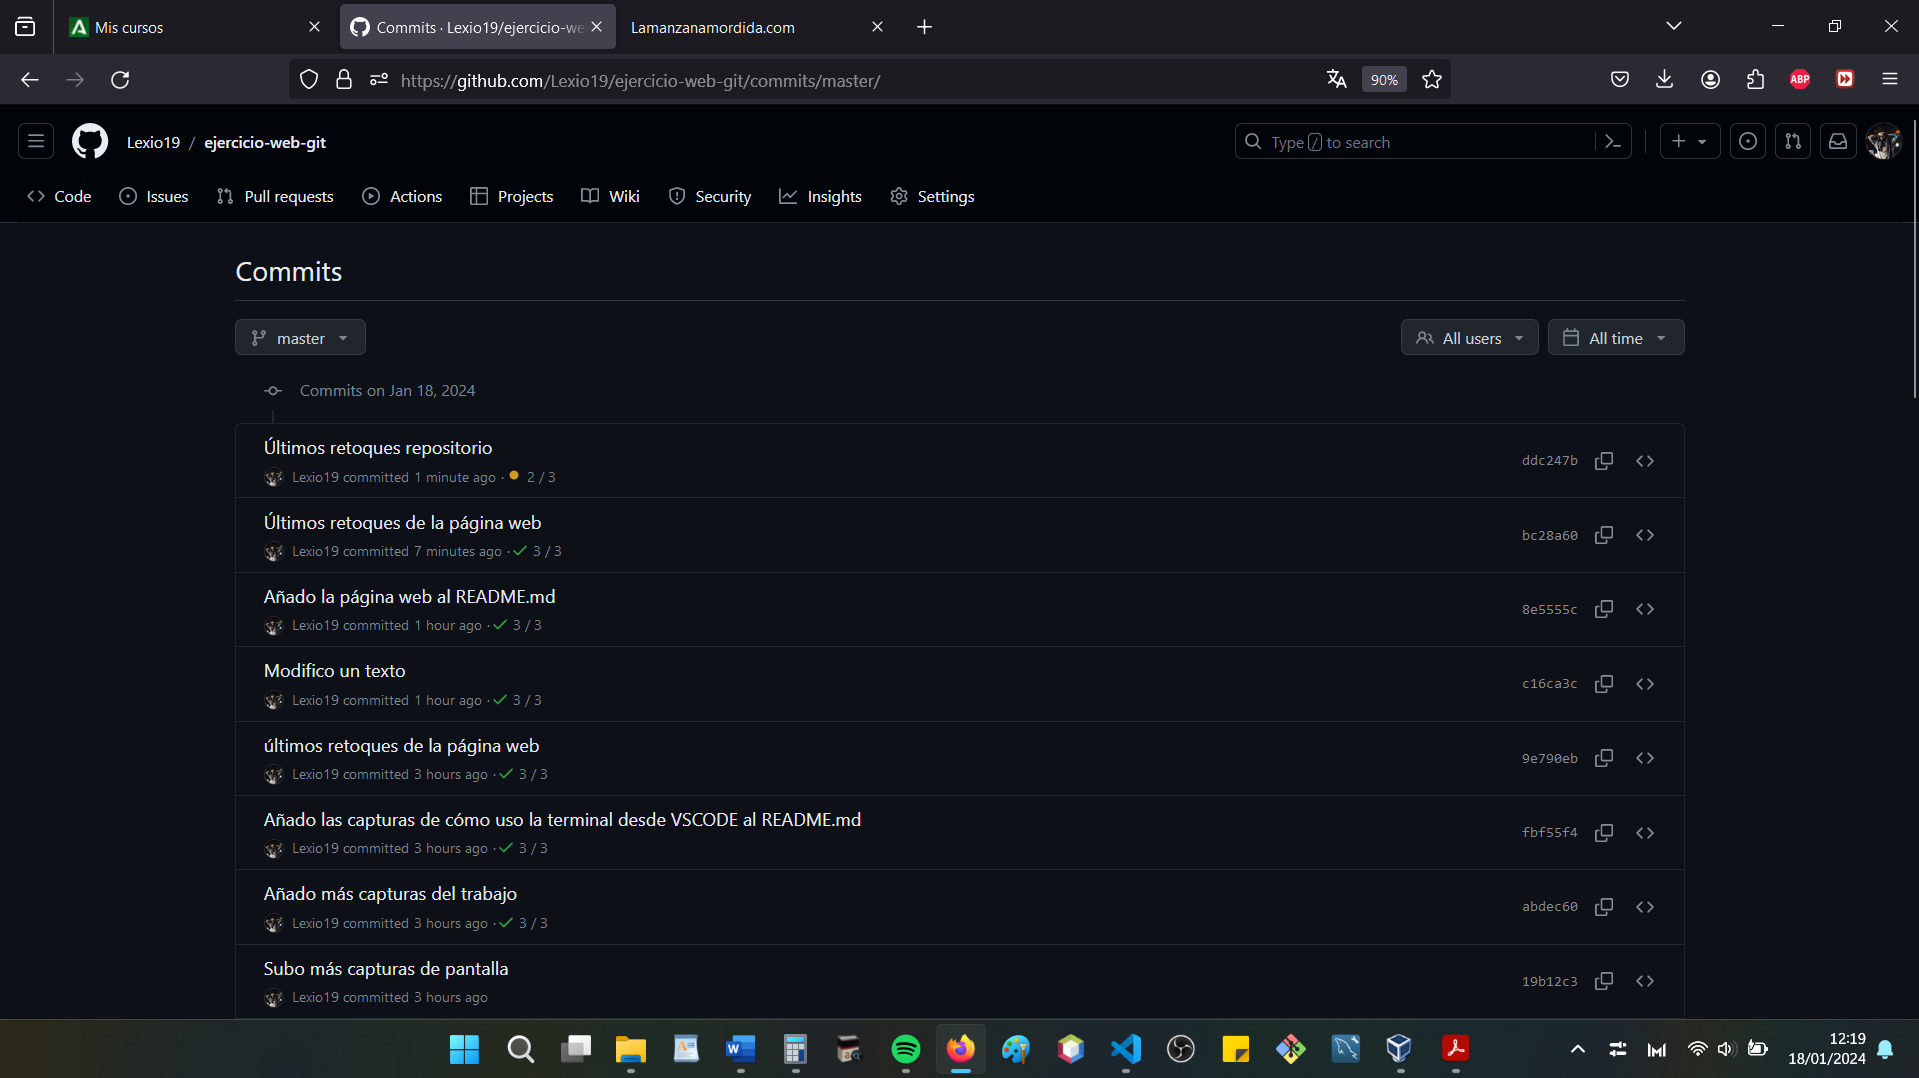 Mis cursos
Commits · Lexio19/ejercicio-we
Lamanzanamordida.com
https://github.com/Lexio19/ejercicio-web-git/commits/master/
90%
ABP
Lexio19 / ejercicio-web-git
Type / to search
Code
Issues
Pull requests
Actions
Projects
Wiki
Security
Insights
Settings
Commits
master
All users
All time
Commits on Jan 18, 2024
Últimos retoques repositorio
Lexio19 committed 1 minute ago · 2 / 3
ddc247b
Últimos retoques de la página web
Lexio19 committed 7 minutes ago · 3 / 3
bc28a60
Añado la página web al README.md
Lexio19 committed 1 hour ago · 3 / 3
8e5555c
Modifico un texto
Lexio19 committed 1 hour ago · 3 / 3
c16ca3c
últimos retoques de la página web
Lexio19 committed 3 hours ago · 3 / 3
9e790eb
Añado las capturas de cómo uso la terminal desde VSCODE al README.md
Lexio19 committed 3 hours ago · 3 / 3
fbf55f4
Añado más capturas del trabajo
Lexio19 committed 3 hours ago · 3 / 3
abdec60
Subo más capturas de pantalla
Lexio19 committed 3 hours ago
19b12c3
12:19
18/01/2024